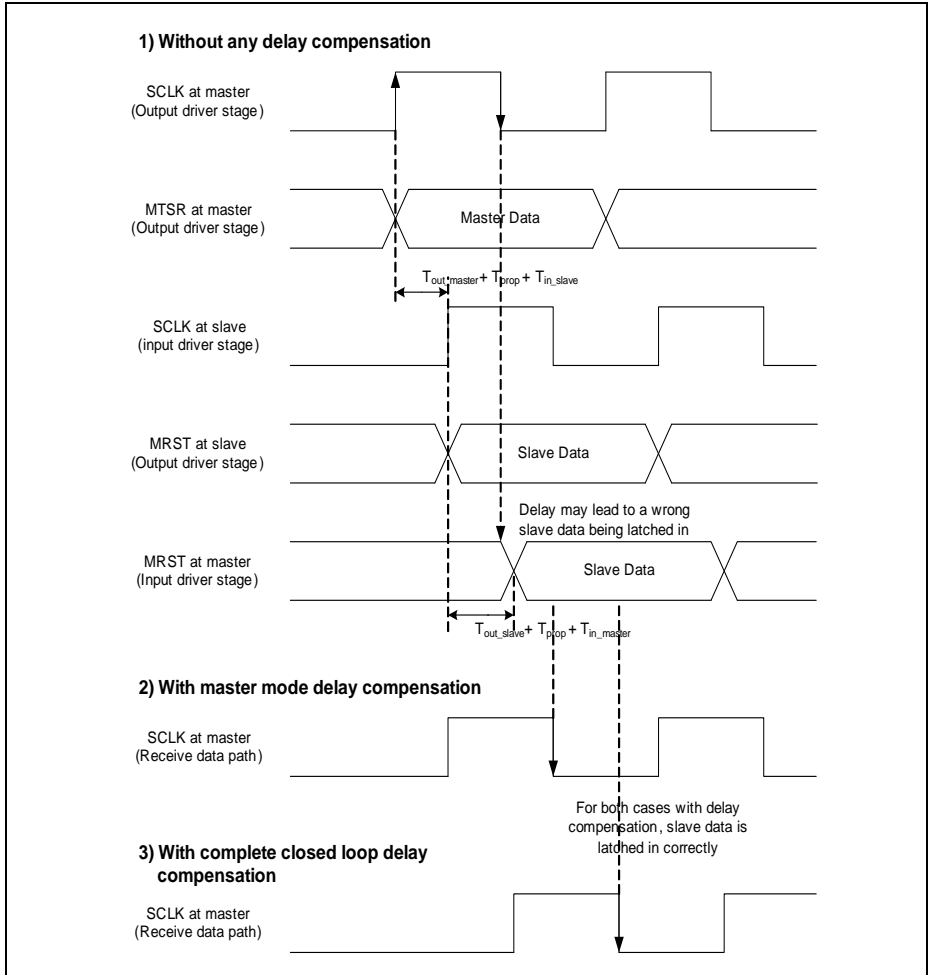 1) Without any delay compensation
SCLK at master
(Output driver stage)
MTSR at master
(Output driver stage)
Master Data
Tout_master + Tprop + Tin_slave
SCLK at slave
(input driver stage)
MRST at slave
(Output driver stage)
Slave Data
Delay may lead to a wrong
slave data being latched in
MRST at master
(Input driver stage)
Slave Data
Tout_slave + Tprop + Tin_master
2) With master mode delay compensation
SCLK at master
(Receive data path)
For both cases with delay
compensation, slave data is
latched in correctly
3) With complete closed loop delay
compensation
SCLK at master
(Receive data path)